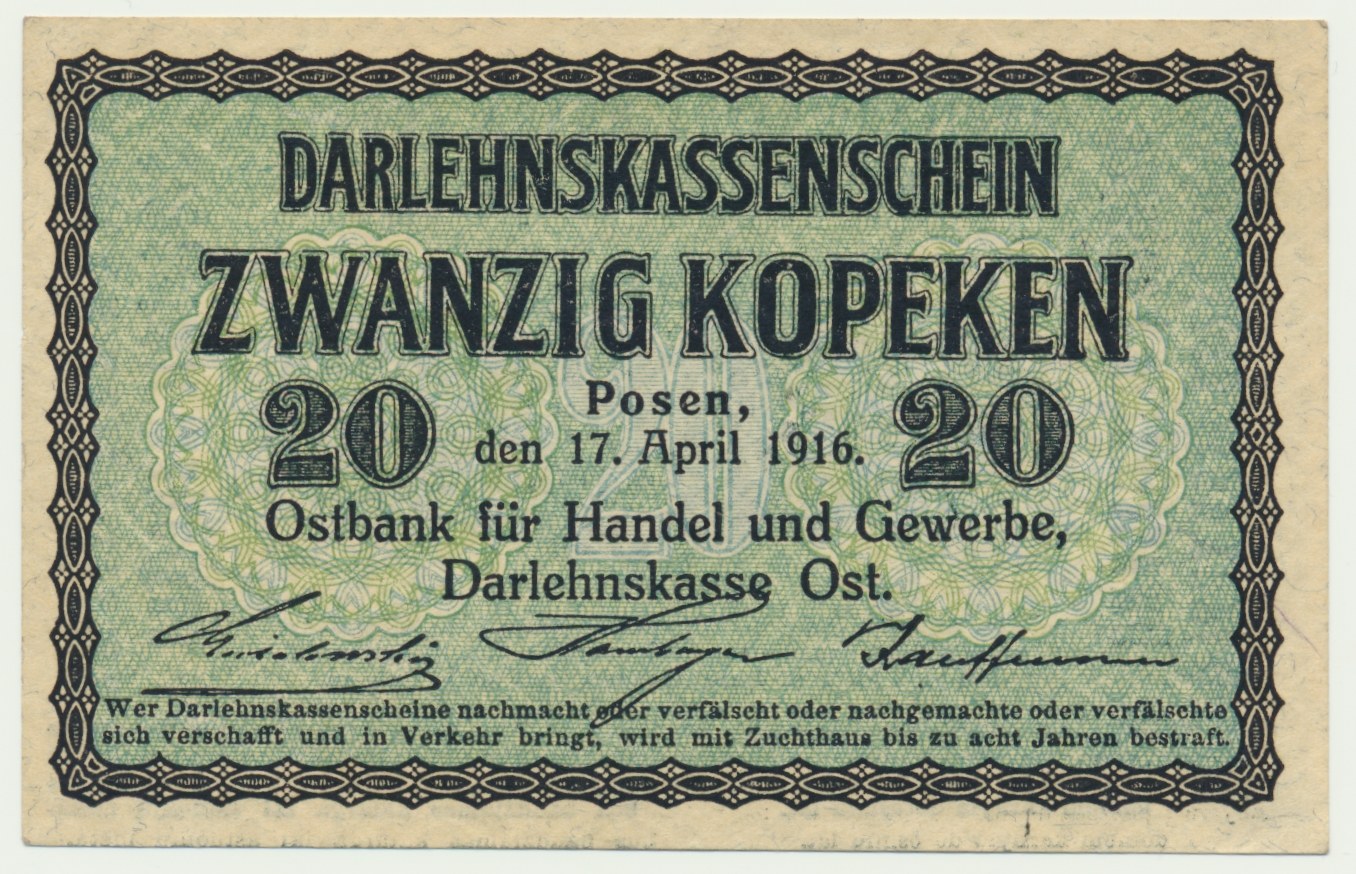 DARLEHNSKASSENSCHEIN
ZWANZIG KOPEKEN
20 Posen, 20
den 17. April 1916.
Ostbank für Handel und Gewerbe,
Darlehnskasse Ost.
Wer Darlehnskassenscheine nachmacht oder verfälscht oder nachgemachte oder verfälschte
sich verschafft und in Verkehr bringt, wird mit Zuchthaus bis zu acht Jahren bestraft.